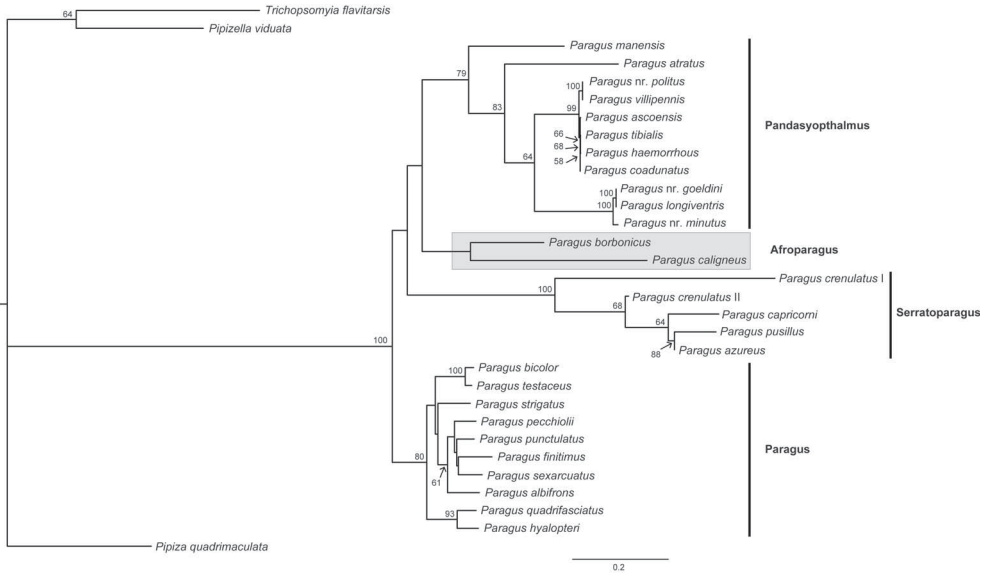 64
Trichopsomyia flavitarsis
Pipizella viduata
Paragus manensis
79
Paragus atratus
100
Paragus nr. politus
83
99
Paragus villipennis
Paragus ascoensis
Pandasyopthalmus
66
Paragus tibialis
68
Paragus haemorrhous
64
58
Paragus coadunatus
100
Paragus nr. goeldini
100
Paragus longiventris
Paragus nr. minutus
Paragus borbonicus
Afroparagus
Paragus caligneus
Paragus crenulatus I
100
68
Paragus crenulatus II
64
Paragus capricorni
Serratoparagus
Paragus pusillus
88
Paragus azureus
100
100
Paragus bicolor
Paragus testaceus
Paragus strigatus
Paragus pecchiolii
Paragus punctulatus
Paragus
80
Paragus finitimus
61
Paragus sexarcuatus
Paragus albifrons
93
Paragus quadrifasciatus
Paragus hyalopteri
Pipiza quadrimaculata
0.2